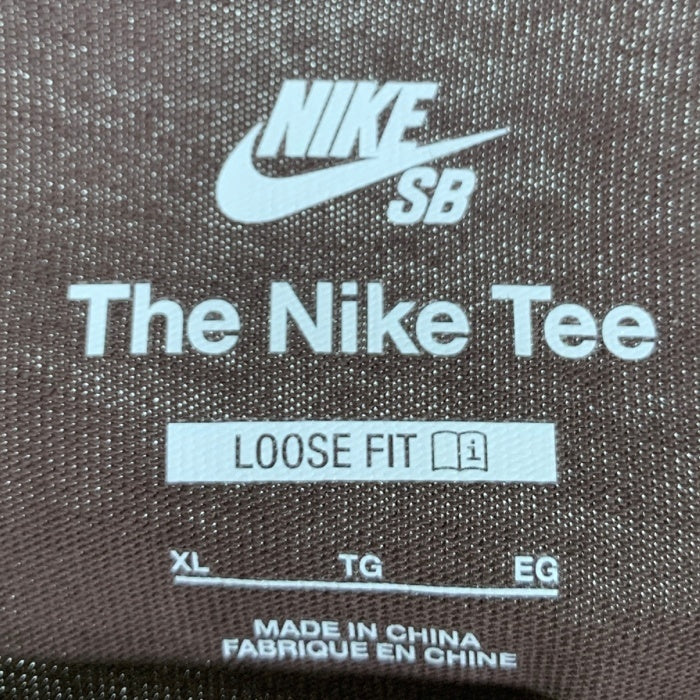 NIKE
SB
The Nike Tee
LOOSE FIT i
XL TG EG
MADE IN CHINA
FABRIQUE EN CHINE